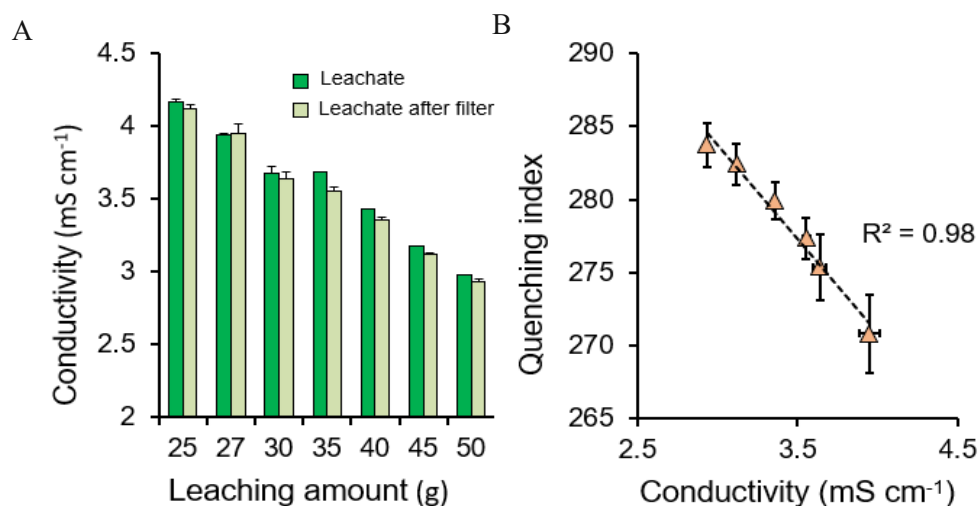 A
Conductivity (mS cm⁻¹)
4.5
4
3.5
3
2.5
2
Leachate
Leachate after filter
25 27 30 35 40 45 50
Leaching amount (g)
B
Quenching index
290
285
280
275
270
265
R² = 0.98
2.5 3.5 4.5
Conductivity (mS cm⁻¹)